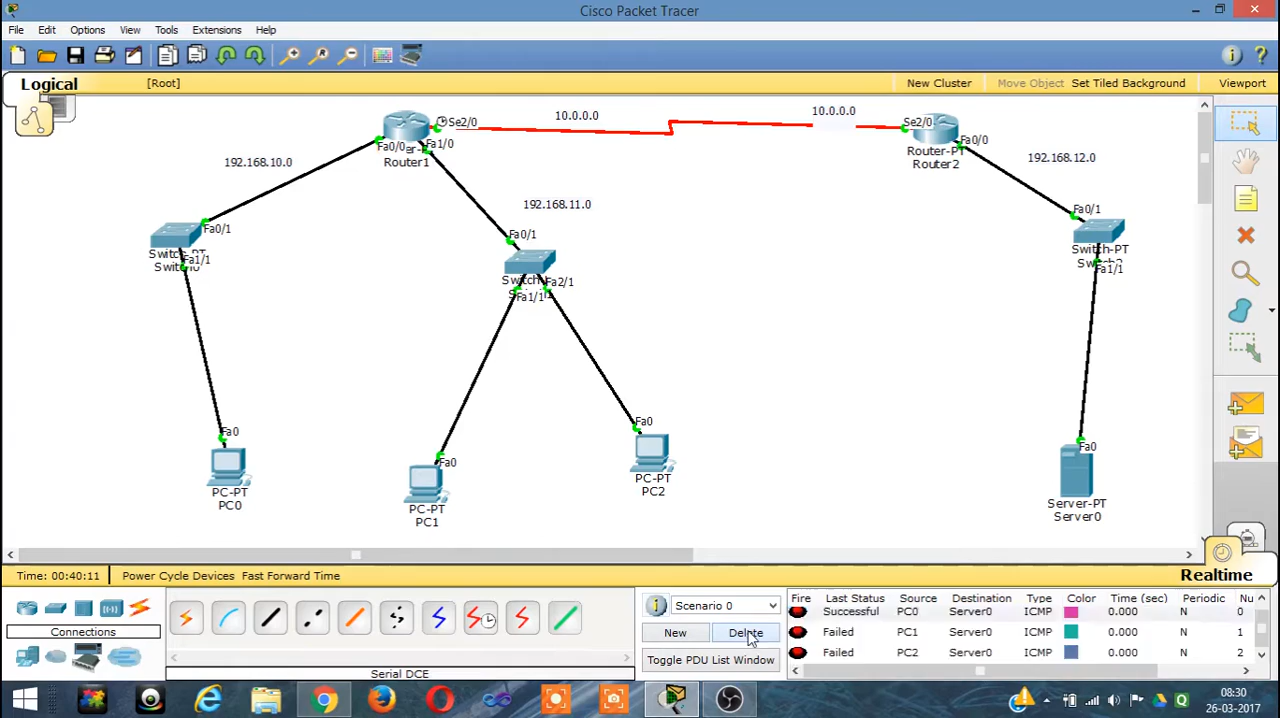 Cisco Packet Tracer
File Edit Options View Tools Extensions Help
Logical [Root] New Cluster Move Object Set Tiled Background Viewport
Se2/0 10.0.0.0 10.0.0.0 Se2/0
Fa0/0 Fa1/0 Fa0/0
Router1
Router-PT
Router2
192.168.10.0 192.168.12.0
192.168.11.0
Fa0/1 Fa0/1 Fa0/1
Fa1/1 Fa2/1 Switch-PT
Fa1/1 Fa1/1
Fa0 Fa0 Fa0 Fa0
PC-PT
PC0
PC-PT
PC1
PC-PT
PC2
Server-PT
Server0
Time: 00:40:11 Power Cycle Devices Fast Forward Time Realtime
Connections
Serial DCE
Scenario 0
New Delete
Toggle PDU List Window
Fire Last Status Source Destination Type Color Time (sec) Periodic Nu
Successful PC0 Server0 ICMP 0.000 N 0
Failed PC1 Server0 ICMP 0.000 N 1
Failed PC2 Server0 ICMP 0.000 N 2
08:30
26-03-2017